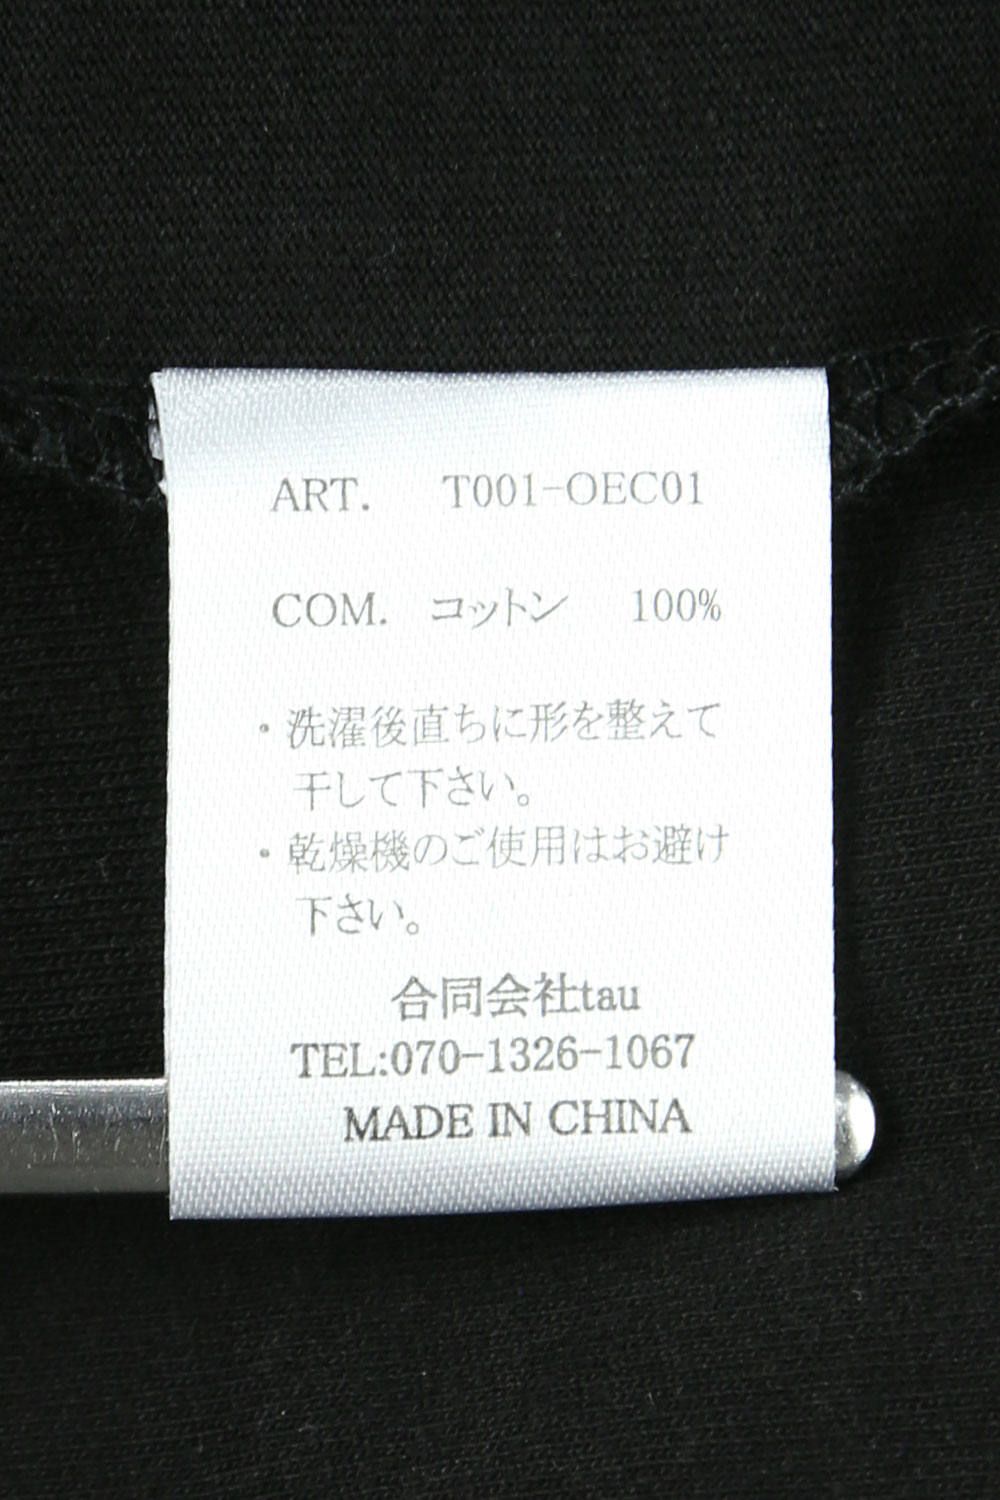 ART. T001-OEC01
COM. コットン 100%
・洗濯後直ちに形を整えて
干して下さい。
・乾燥機のご使用はお避け
下さい。
合同会社tau
TEL:070-1326-1067
MADE IN CHINA